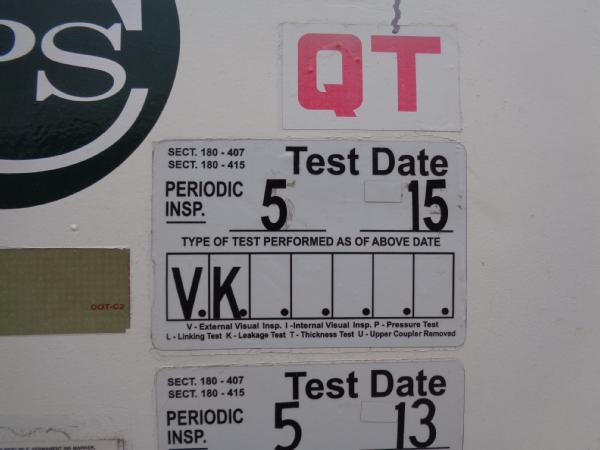 PS
QT
SECT. 180 - 407
SECT. 180 - 415
Test Date
PERIODIC
INSP.
5 15
TYPE OF TEST PERFORMED AS OF ABOVE DATE
V.K. . . . . .
V - External Visual Insp. I -Internal Visual Insp. P - Pressure Test
L - Linking Test K - Leakage Test T - Thickness Test U - Upper Coupler Removed
DOT-C2
SECT. 180 - 407
SECT. 180 - 415
Test Date
PERIODIC
INSP.
5 13